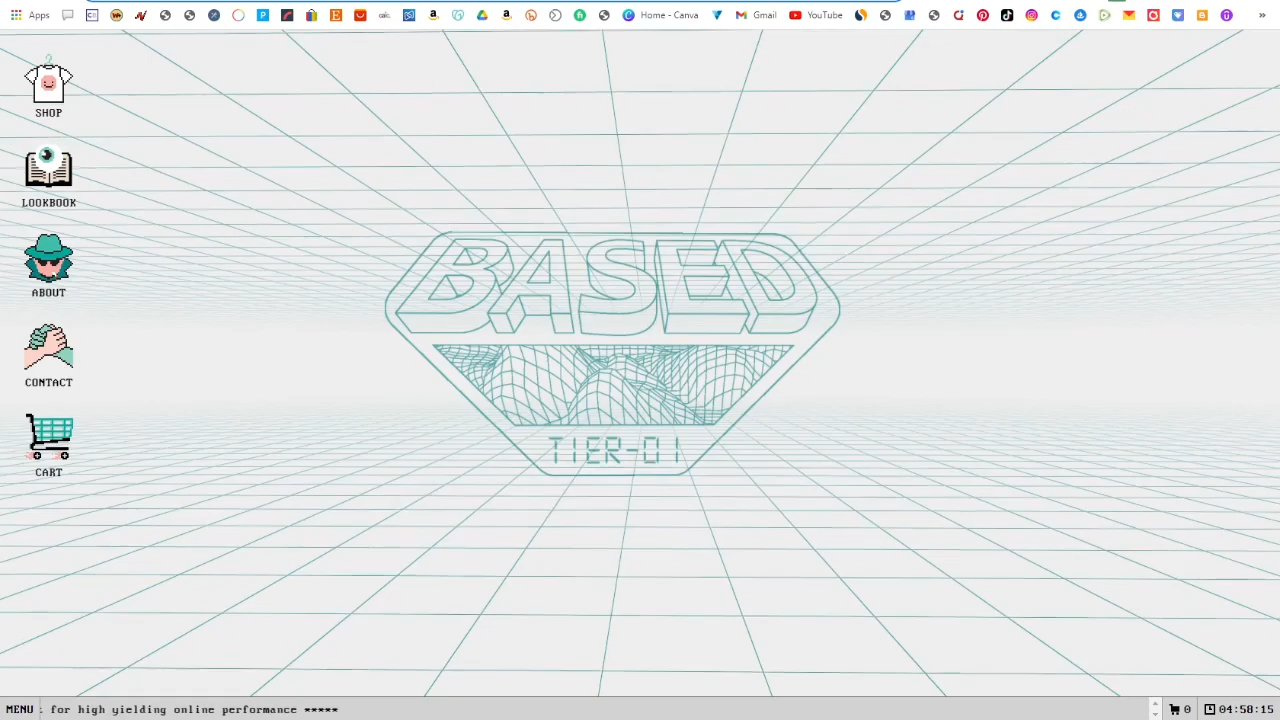 Apps
Home - Canva
Gmail
YouTube
»
SHOP
LOOKBOOK
ABOUT
CONTACT
CART
BASED
TIER-01
MENU
for high yielding online performance *****
0
04:58:15